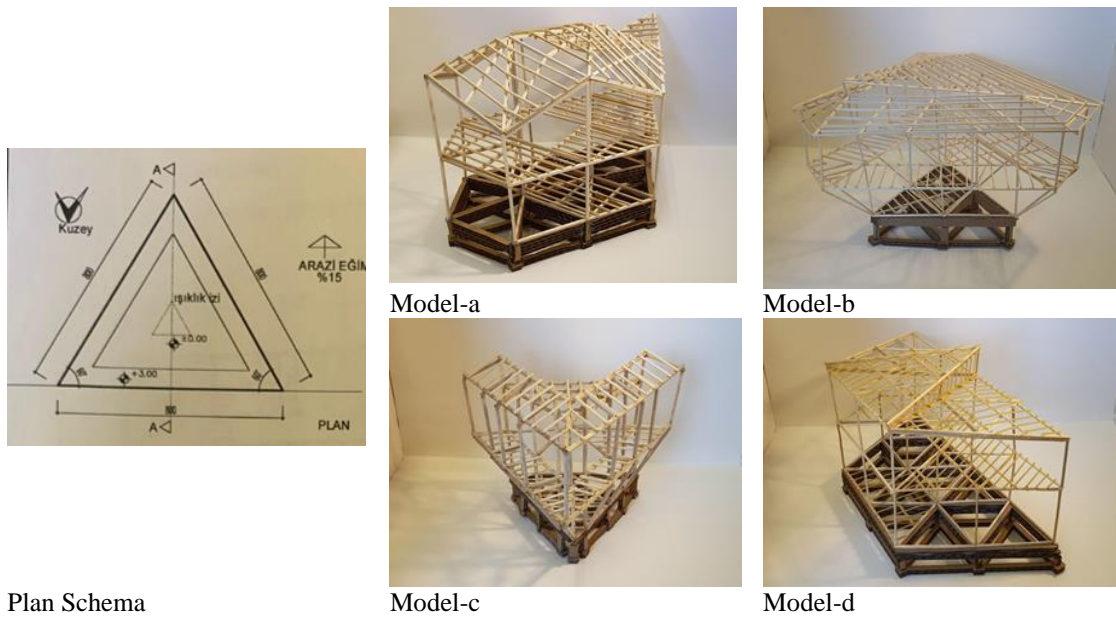 A
Kuzey
ARAZİ EĞİM
%15
ışıklık izi
±0.00
+3.00
A
PLAN
Model-a
Model-b
Plan Schema
Model-c
Model-d